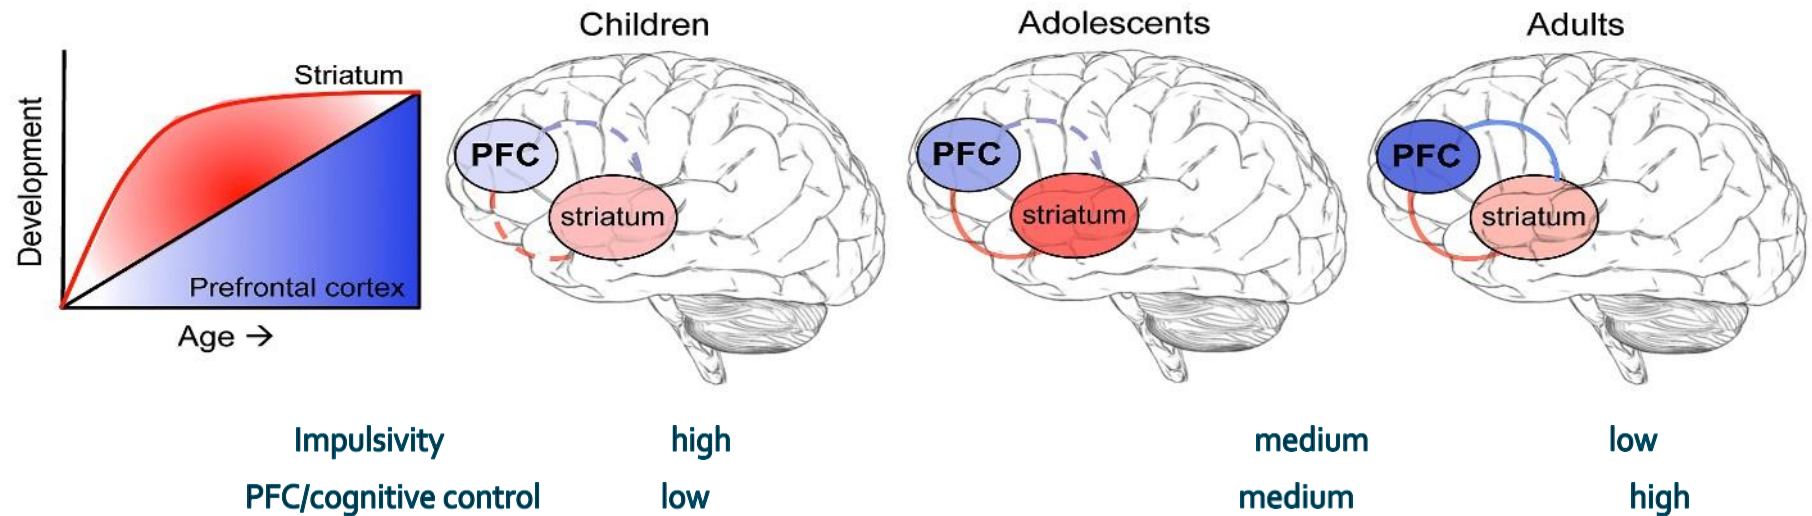 Children
Adolescents
Adults
Striatum
Development
Prefrontal cortex
Age →
PFC
striatum
PFC
striatum
PFC
striatum
Impulsivity high medium low
PFC/cognitive control low medium high